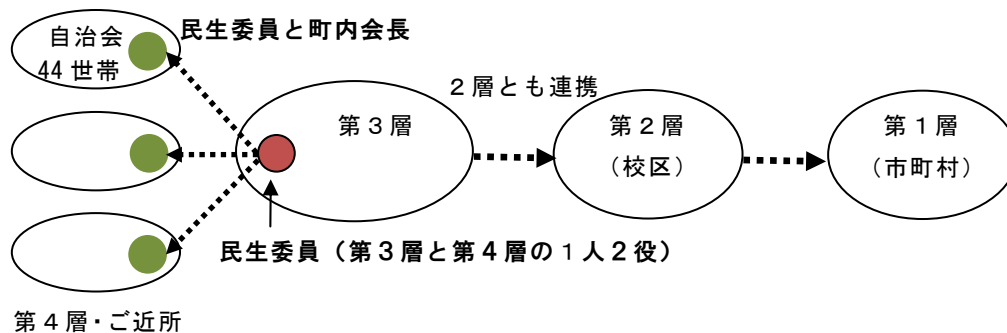 自治会
44世帯
民生委員と町内会長
２層とも連携
第３層
第２層
（校区）
第１層
（市町村）
民生委員（第３層と第４層の１人２役）
第４層・ご近所